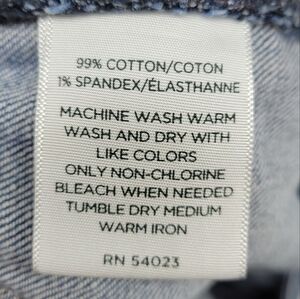 99% COTTON/COTON
1% SPANDEX/ÉLASTHANNE
MACHINE WASH WARM
WASH AND DRY WITH
LIKE COLORS
ONLY NON-CHLORINE
BLEACH WHEN NEEDED
TUMBLE DRY MEDIUM
WARM IRON
RN 54023